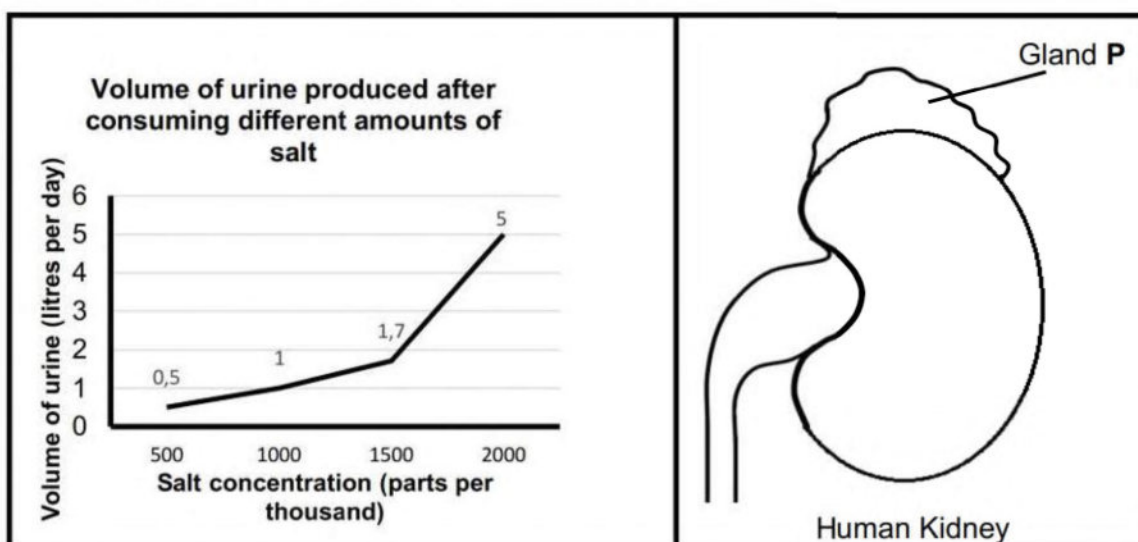 Volume of urine produced after
consuming different amounts of
salt
Volume of urine (litres per day)
6
5
4
3
2
1
0
0,5
1
1,7
5
500 1000 1500 2000
Salt concentration (parts per
thousand)
Gland P
Human Kidney